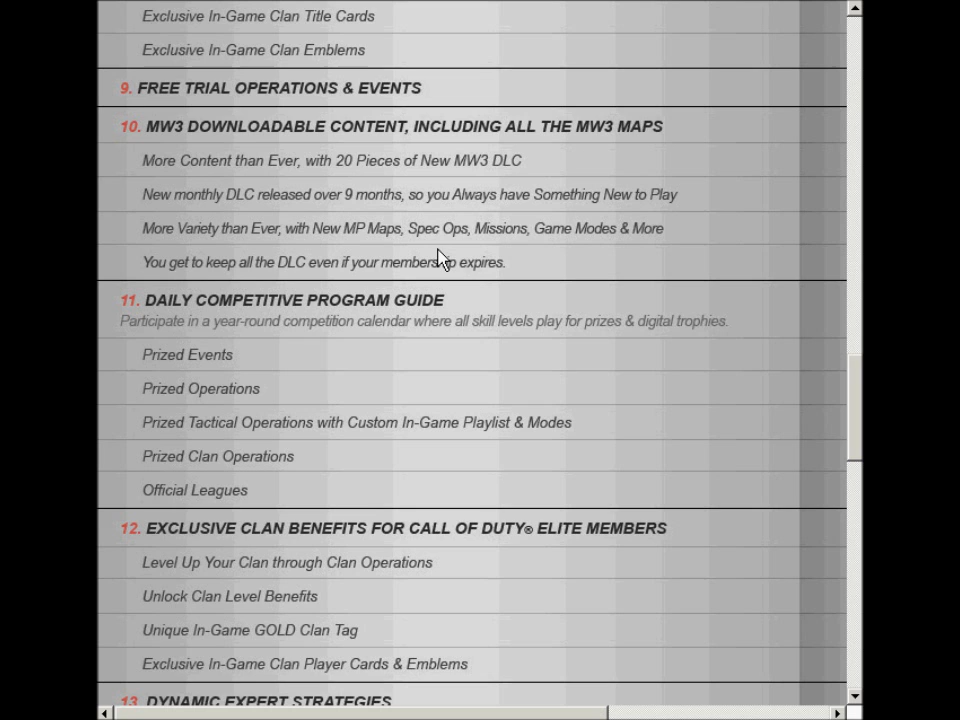 Exclusive In-Game Clan Title Cards
Exclusive In-Game Clan Emblems
9. FREE TRIAL OPERATIONS & EVENTS
10. MW3 DOWNLOADABLE CONTENT, INCLUDING ALL THE MW3 MAPS
More Content than Ever, with 20 Pieces of New MW3 DLC
New monthly DLC released over 9 months, so you Always have Something New to Play
More Variety than Ever, with New MP Maps, Spec Ops, Missions, Game Modes & More
You get to keep all the DLC even if your membership expires.
11. DAILY COMPETITIVE PROGRAM GUIDE
Participate in a year-round competition calendar where all skill levels play for prizes & digital trophies.
Prized Events
Prized Operations
Prized Tactical Operations with Custom In-Game Playlist & Modes
Prized Clan Operations
Official Leagues
12. EXCLUSIVE CLAN BENEFITS FOR CALL OF DUTY® ELITE MEMBERS
Level Up Your Clan through Clan Operations
Unlock Clan Level Benefits
Unique In-Game GOLD Clan Tag
Exclusive In-Game Clan Player Cards & Emblems
13. DYNAMIC EXPERT STRATEGIES